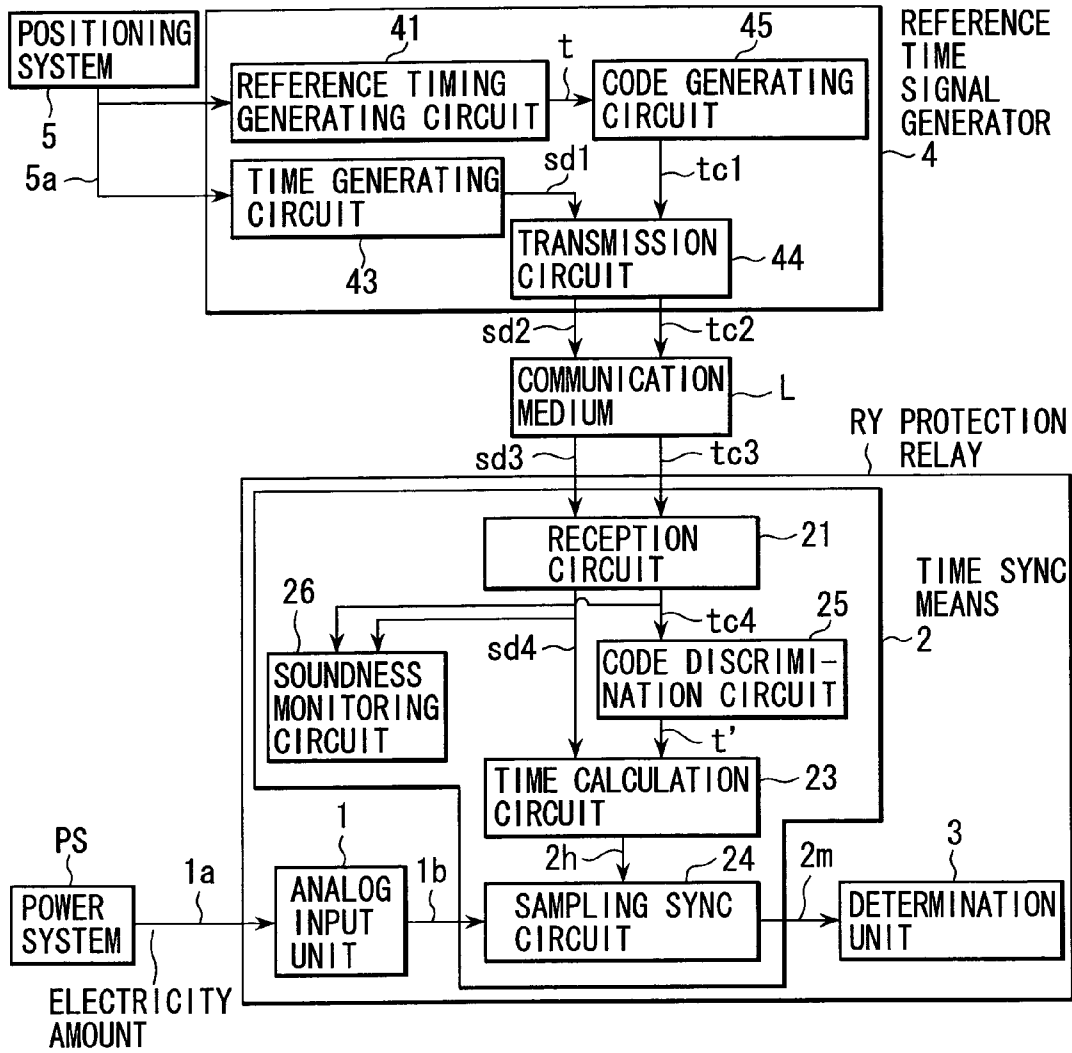 POSITIONING
SYSTEM
5
5a
41
REFERENCE TIMING
GENERATING CIRCUIT
t
45
CODE GENERATING
CIRCUIT
REFERENCE
TIME
SIGNAL
GENERATOR
4
TIME GENERATING
CIRCUIT
43
sd1
tc1
TRANSMISSION
CIRCUIT
44
sd2
tc2
COMMUNICATION
MEDIUM
L
sd3
tc3
RY PROTECTION
RELAY
RECEPTION
CIRCUIT
21
TIME SYNC
MEANS
2
26
SOUNDNESS
MONITORING
CIRCUIT
sd4
tc4
25
CODE DISCRIMI-
NATION CIRCUIT
t'
TIME CALCULATION
CIRCUIT
23
PS
POWER
SYSTEM
1a
ELECTRICITY
AMOUNT
1
ANALOG
INPUT
UNIT
1b
2h
24
SAMPLING SYNC
CIRCUIT
2m
3
DETERMINATION
UNIT